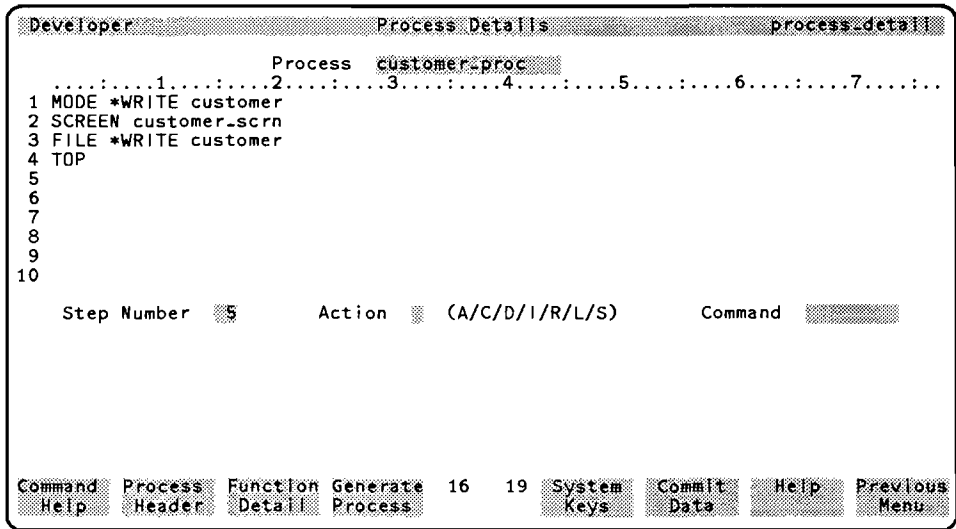 Developer Process Details process_detail
Process customer_proc
....:....1....:....2....:....3....:....4....:....5....:....6....:....7....:..
1 MODE *WRITE customer
2 SCREEN customer_scrn
3 FILE *WRITE customer
4 TOP
5
6
7
8
9
10
Step Number 5 Action (A/C/D/I/R/L/S) Command
Command Process Function Generate 16 19 System Commit Help Previous
Help Header Detail Process Keys Data Menu